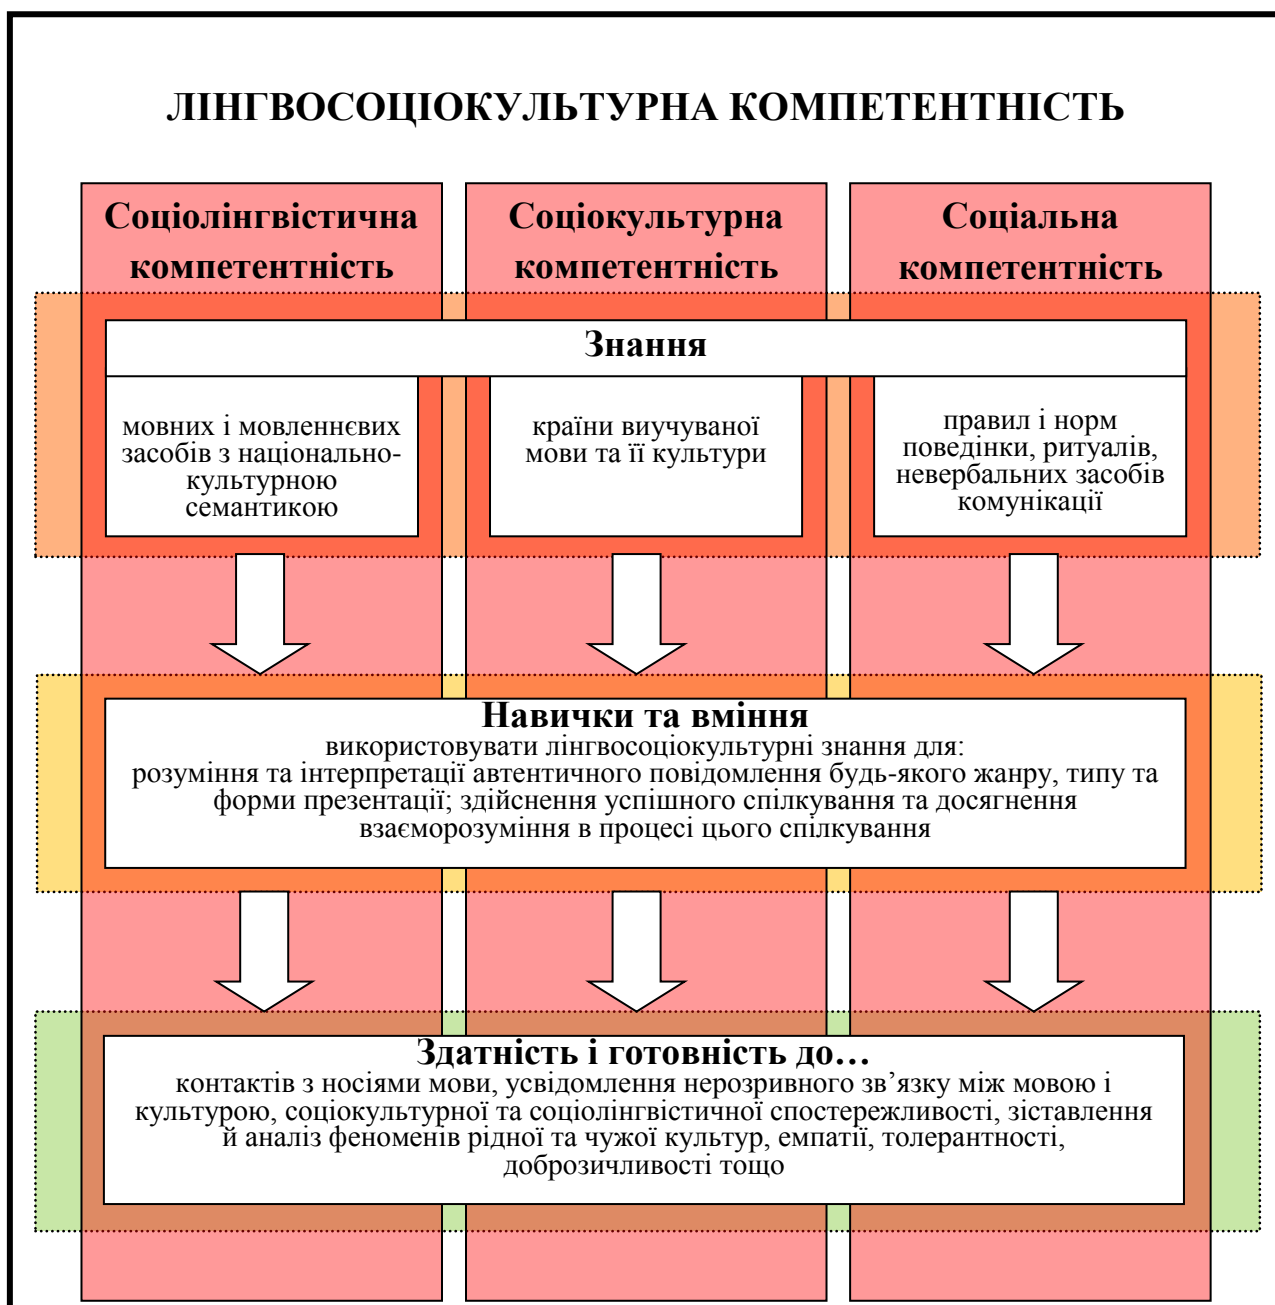 ЛІНГВОСОЦІОКУЛЬТУРНА КОМПЕТЕНТНІСТЬ
Соціолінгвістична
компетентність
Соціокультурна
компетентність
Соціальна
компетентність
Знання
мовних і мовленнєвих
засобів з національно-
культурною
семантикою
країни виучуваної
мови та її культури
правил і норм
поведінки, ритуалів,
невербальних засобів
комунікації
Навички та вміння
використовувати лінгвосоціокультурні знання для:
розуміння та інтерпретації автентичного повідомлення будь-якого жанру, типу та
форми презентації; здійснення успішного спілкування та досягнення
взаєморозуміння в процесі цього спілкування
Здатність і готовність до…
контактів з носіями мови, усвідомлення нерозривного зв’язку між мовою і
культурою, соціокультурної та соціолінгвістичної спостережливості, зіставлення
й аналіз феноменів рідної та чужої культур, емпатії, толерантності,
доброзичливості тощо